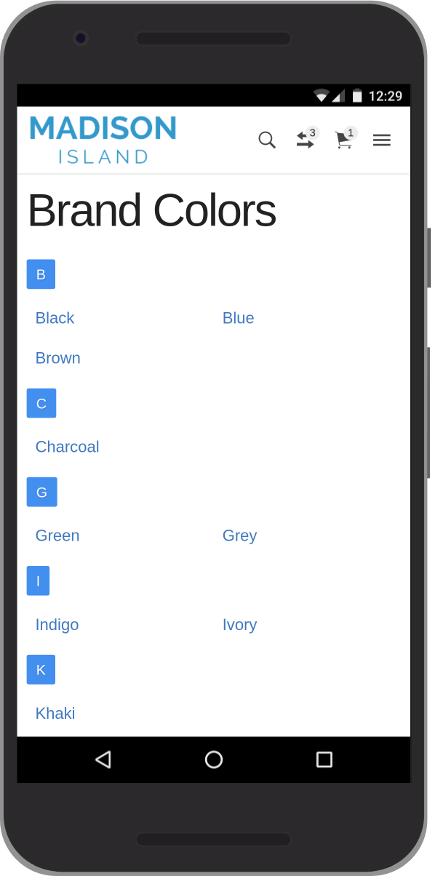 12:29
MADISON
ISLAND
3
1
Brand Colors
B
Black Blue
Brown
C
Charcoal
G
Green Grey
I
Indigo Ivory
K
Khaki